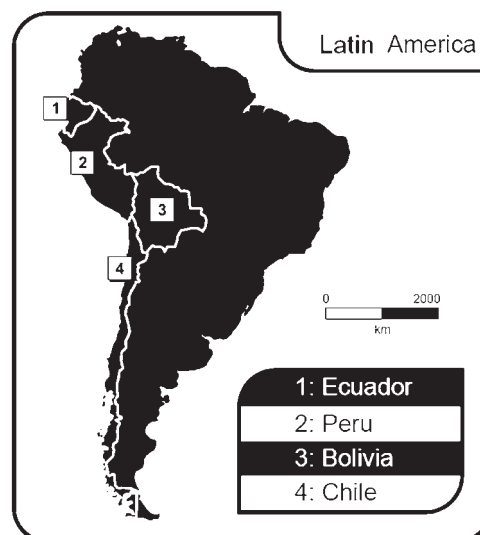 Latin America
1
2
3
4
0 2000
km
1: Ecuador
2: Peru
3: Bolivia
4: Chile